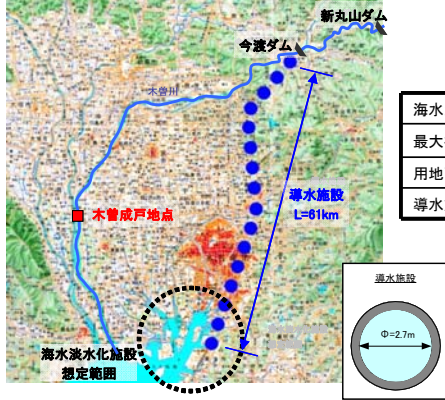 新丸山ダム
今渡ダム
木曽川
海水
最大
用地
導水
導水施設
L=61km
木曽成戸地点
導水施設
Φ=2.7m
海水淡水化施設
想定範囲